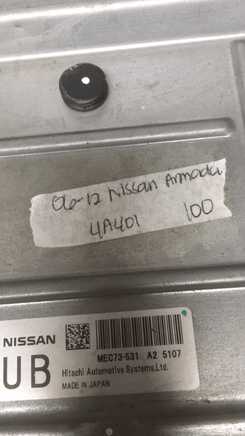 06-12 Nissan Armada
4A401 100
NISSAN
MEC73-531 A2 5107
UB
Hitachi Automotive Systems,Ltd.
MADE IN JAPAN